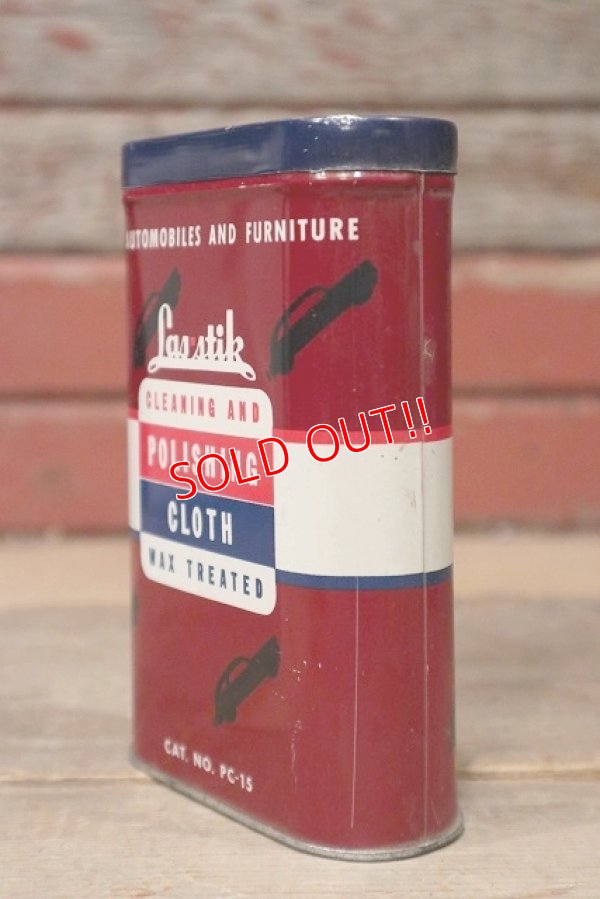 AUTOMOBILES AND FURNITURE
Las-stik
CLEANING AND
POLISHING
SOLD OUT!!
CLOTH
WAX TREATED
CAT. NO. PC-15